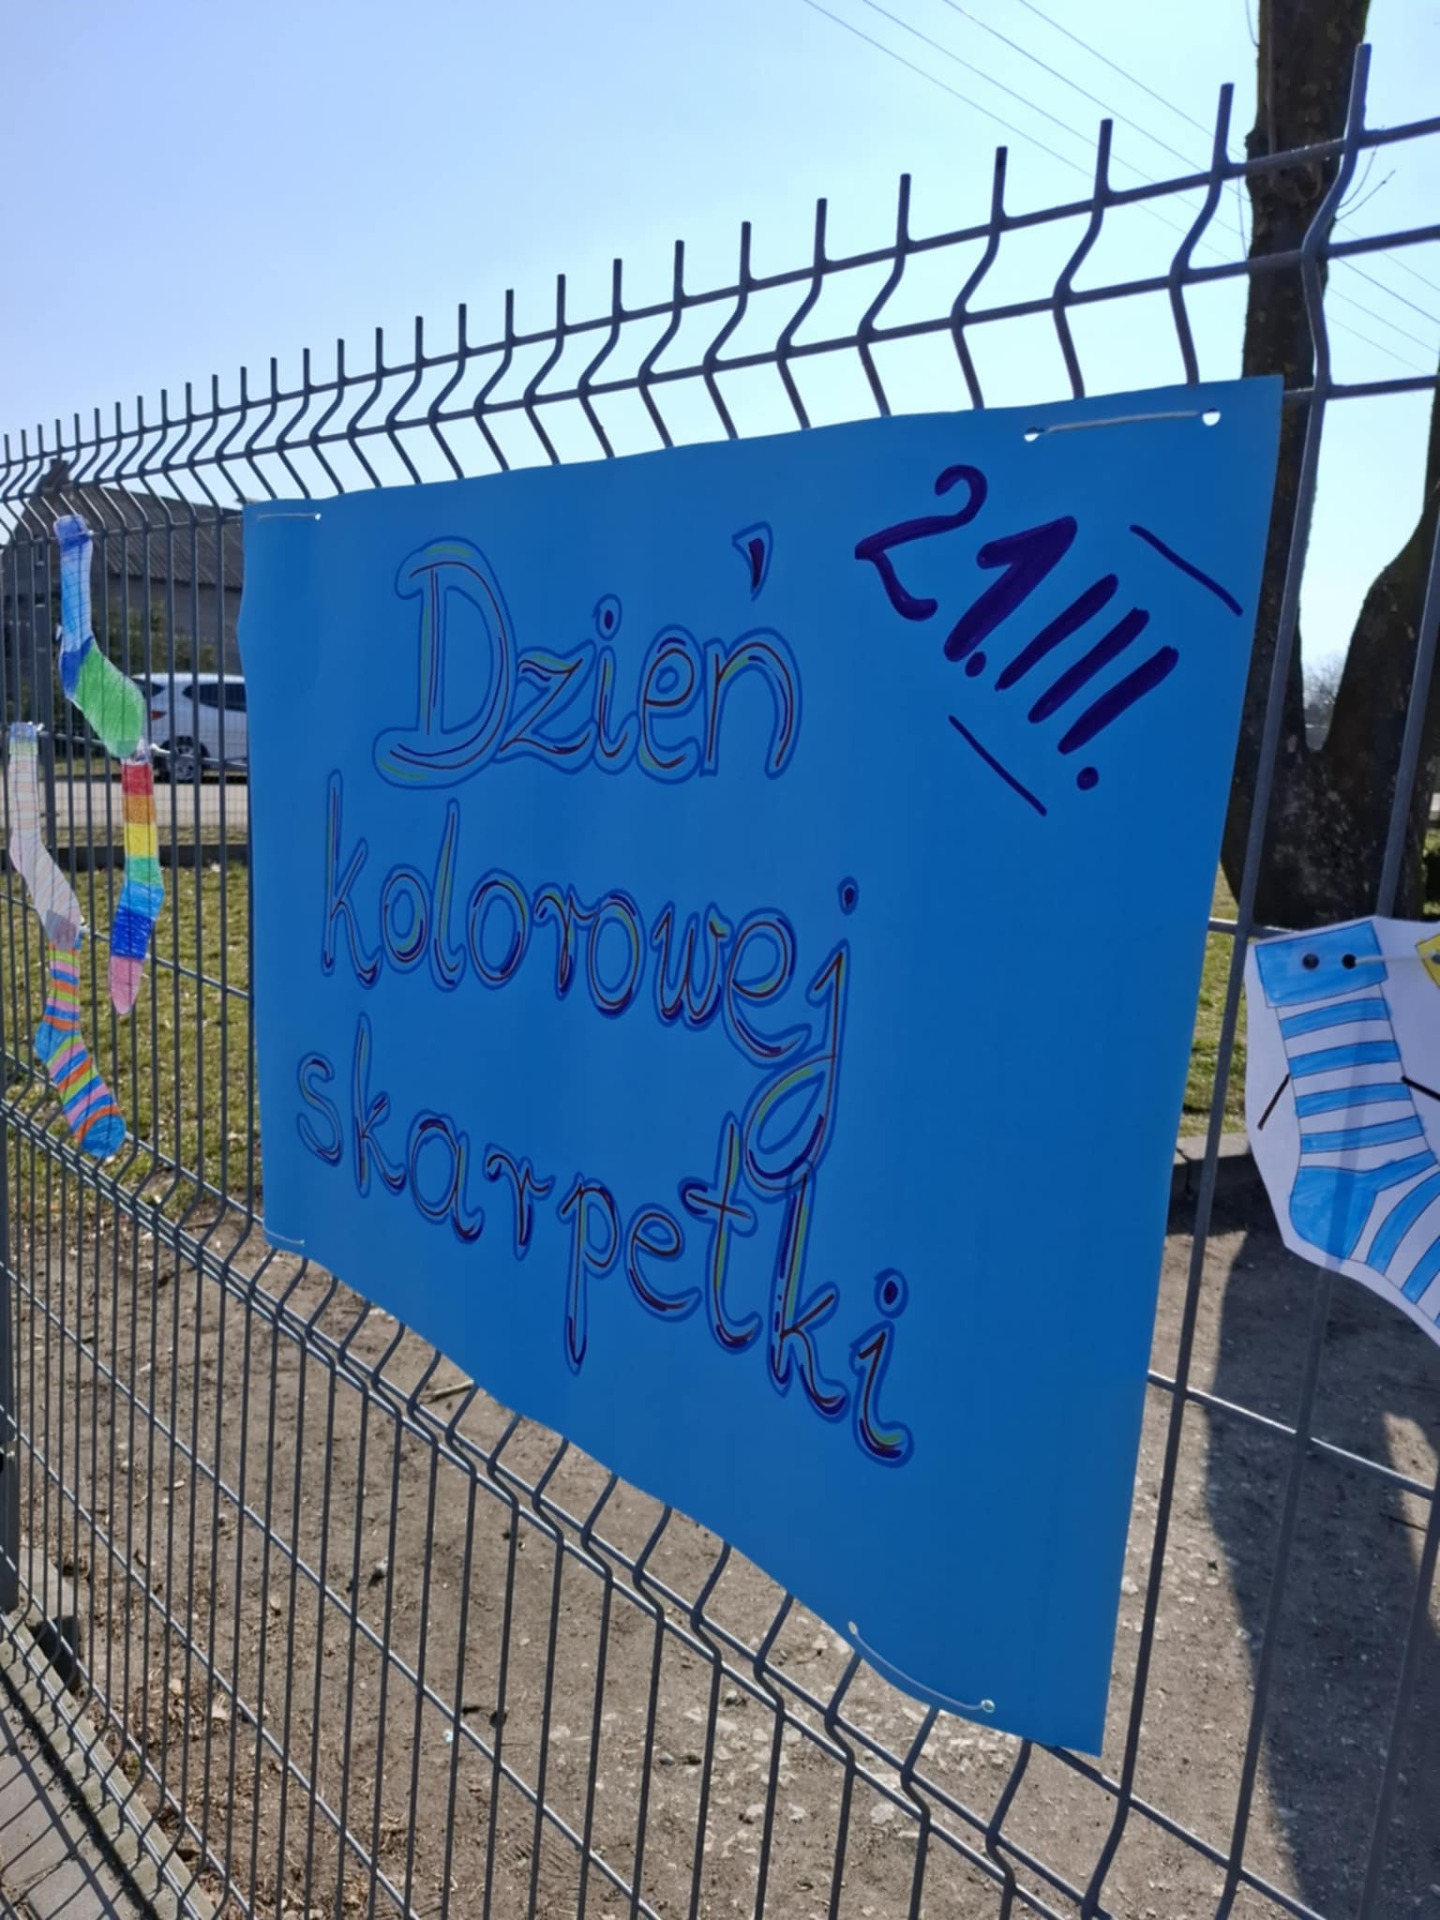 21.III.
Dzień
kolorowej
skarpetki